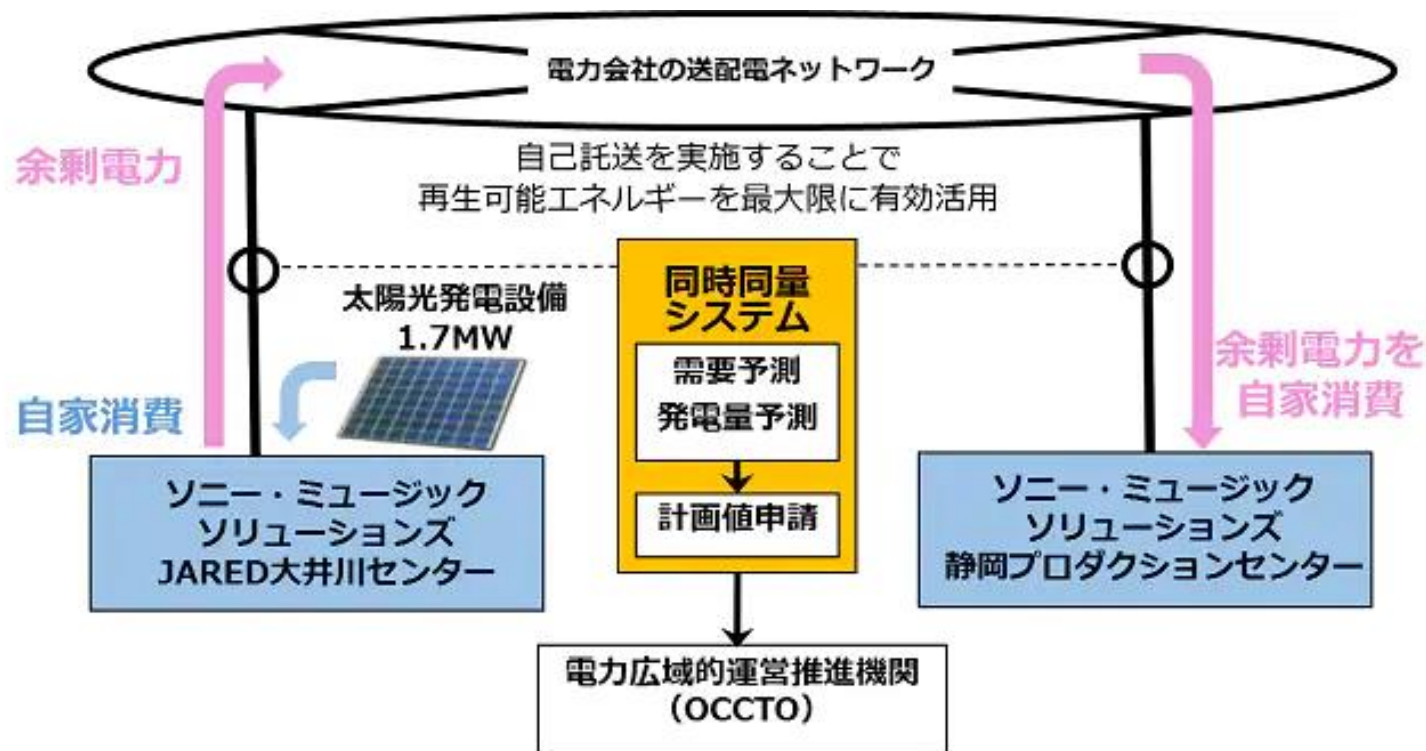 電力会社の送配電ネットワーク
余剰電力
自己託送を実施することで
再生可能エネルギーを最大限に有効活用
太陽光発電設備
1.7MW
自家消費
同時同量
システム
需要予測
発電量予測
計画値申請
余剰電力を
自家消費
ソニー・ミュージック
ソリューションズ
JARED大井川センター
ソニー・ミュージック
ソリューションズ
静岡プロダクションセンター
電力広域的運営推進機関
（OCCTO）